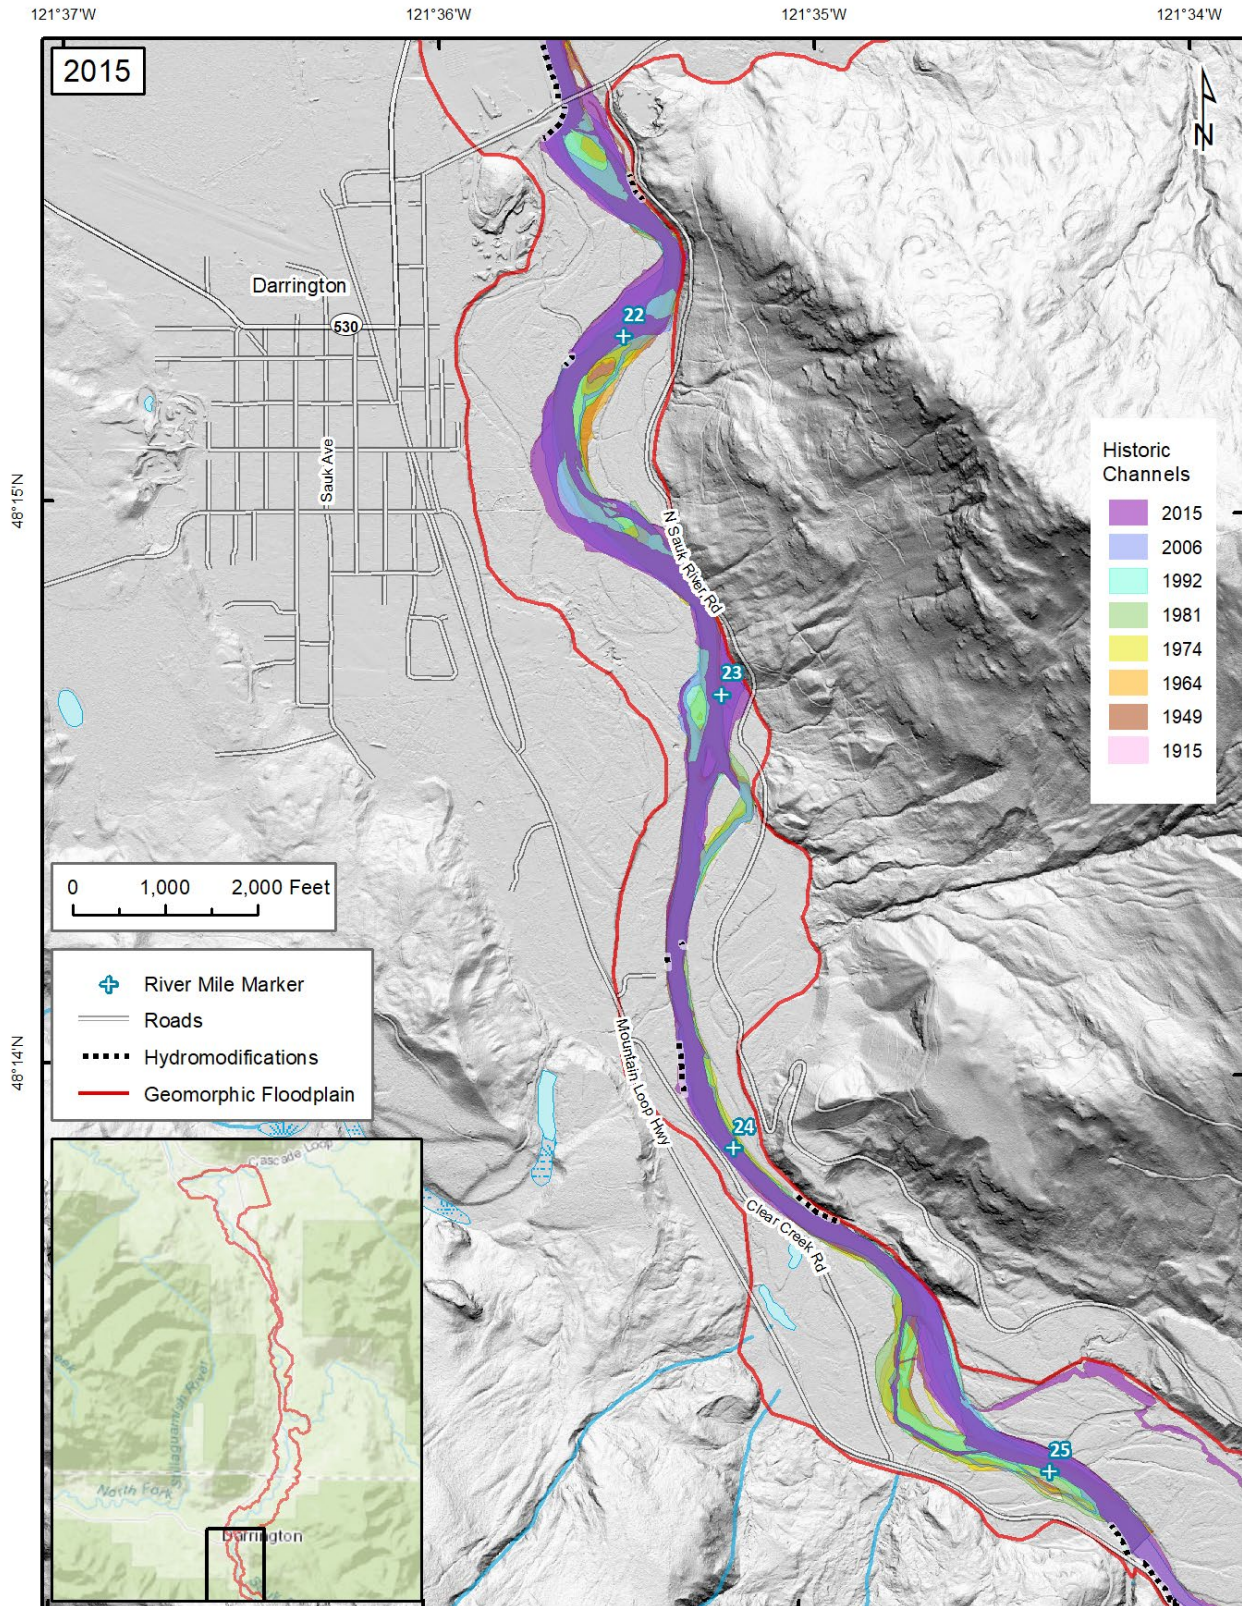 121°37'W
121°36'W
121°35'W
121°34'W
2015
N
Darrington
530
22
Sauk Ave
48°15'N
N Sauk River Rd
Historic
Channels
2015
2006
1992
1981
1974
1964
1949
1915
23
0 1,000 2,000 Feet
River Mile Marker
Roads
Hydromodifications
Geomorphic Floodplain
48°14'N
Mountain Loop Hwy
24
Clear Creek Rd
25
Cascade Loop
Stillaguamish River
North Fork
Darrington